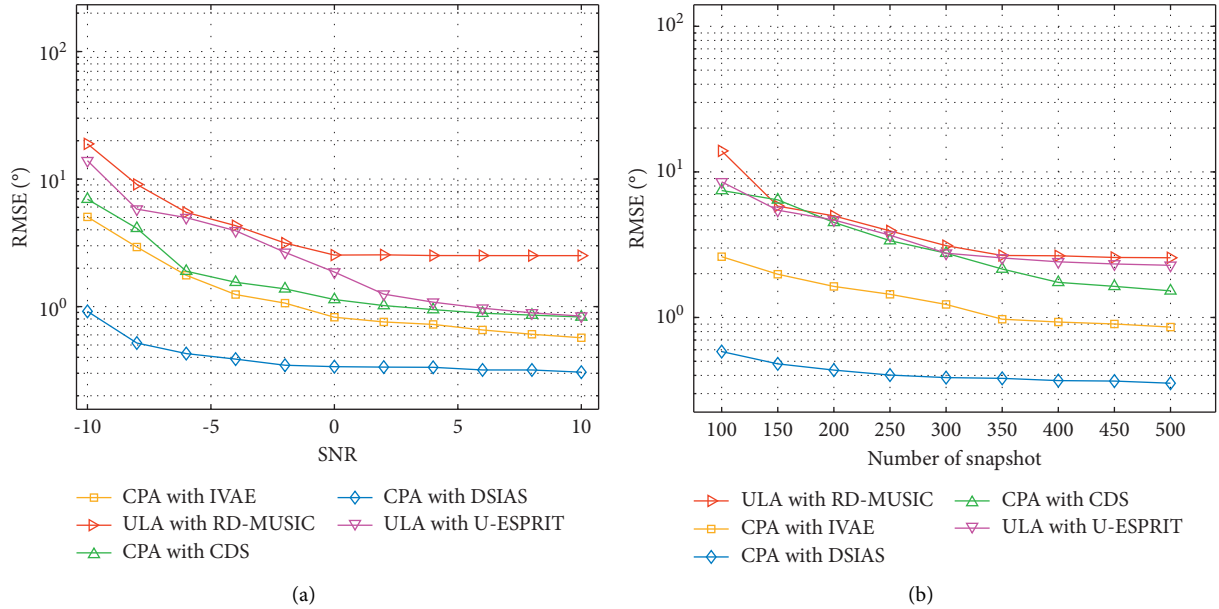 10^2
10^1
10^0
RMSE (°)
-10 -5 0 5 10
SNR
CPA with IVAE
ULA with RD-MUSIC
CPA with CDS
CPA with DSIAS
ULA with U-ESPRIT
(a)
10^2
10^1
10^0
RMSE (°)
100 150 200 250 300 350 400 450 500
Number of snapshot
ULA with RD-MUSIC
CPA with IVAE
CPA with DSIAS
CPA with CDS
ULA with U-ESPRIT
(b)